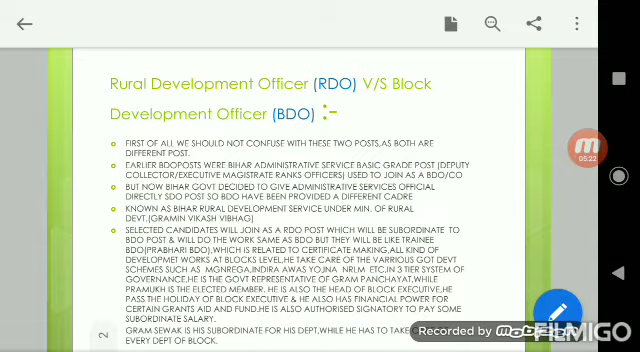 Rural Development Officer (RDO) V/S Block
Development Officer (BDO) :-
FIRST OF ALL WE SHOULD NOT CONFUSE WITH THESE TWO POSTS,AS BOTH ARE
DIFFERENT POST.
EARLIER BDOPOSTS WERE BIHAR ADMINISTRATIVE SERVICE BASIC GRADE POST (DEPUTY
COLLECTOR/EXECUTIVE MAGISTRATE RANKS OFFICERS) USED TO JOIN AS A BDO/CO
BUT NOW BIHAR GOVT DECIDED TO GIVE ADMINISTRATIVE SERVICES OFFICIAL
DIRECTLY SDO POST SO BDO HAVE BEEN PROVIDED A DIFFERENT CADRE
KNOWN AS BIHAR RURAL DEVELOPMENT SERVICE UNDER MIN. OF RURAL
DEVT.(GRAMIN VIKASH VIBHAG)
SELECTED CANDIDATES WILL JOIN AS A RDO POST WHICH WILL BE SUBORDINATE TO
BDO POST & WILL DO THE WORK SAME AS BDO BUT THEY WILL BE LIKE TRAINEE
BDO(PRABHARI BDO),WHICH IS RELATED TO CERTIFICATE MAKING,ALL KIND OF
DEVELOPMET WORKS AT BLOCKS LEVEL,HE TAKE CARE OF THE VARRIOUS GOT DEVT
SCHEMES SUCH AS MGNREGA,INDIRA AWAS YOJNA NRLM ETC,IN 3 TIER SYSTEM OF
GOVERNANCE,HE IS THE GOVT REPRESENTATIVE OF GRAM PANCHAYAT,WHILE
PRAMUKH IS THE ELECTED MEMBER. HE IS ALSO THE HEAD OF BLOCK EXECUTIVE,HE
PASS THE HOLIDAY OF BLOCK EXECUTIVE & HE ALSO HAS FINANCIAL POWER FOR
CERTAIN GRANTS AID AND FUND.HE IS ALSO AUTHORISED SIGNATORY TO PAY SOME
SUBORDINATE SALARY.
GRAM SEWAK IS HIS SUBORDINATE FOR HIS DEPT,WHILE HE HAS TO TAKE
EVERY DEPT OF BLOCK.
2
05:22
Recorded by mobizen
FILMIGO